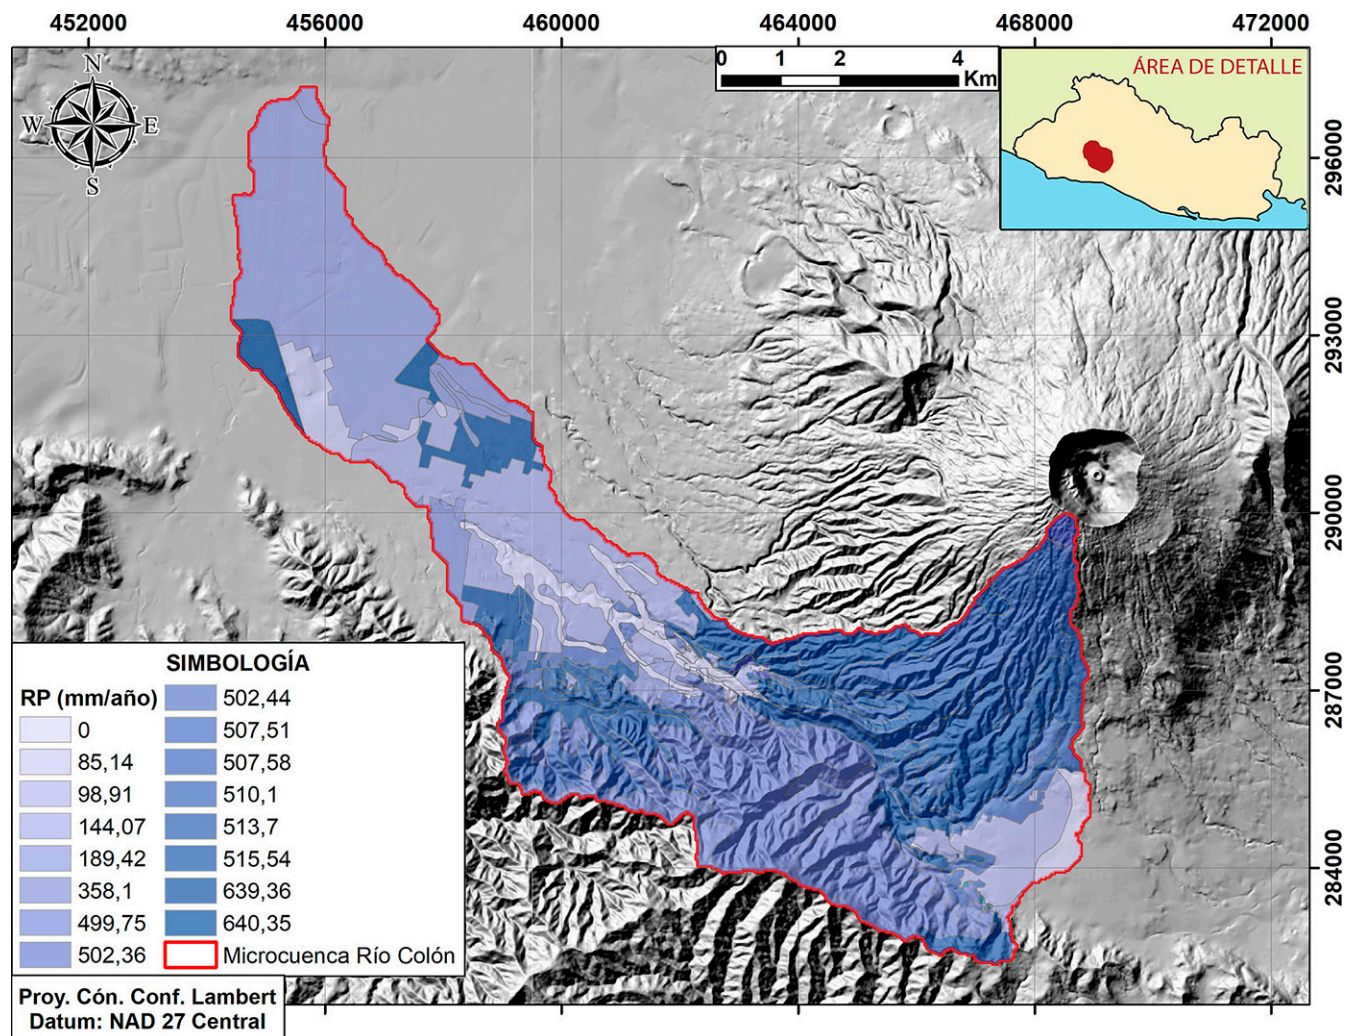 452000 456000 460000 464000 468000 472000
N
W E
S
0 1 2 4
Km
ÁREA DE DETALLE
296000
293000
290000
287000
284000
SIMBOLOGÍA
RP (mm/año)
0
85,14
98,91
144,07
189,42
358,1
499,75
502,36
502,44
507,51
507,58
510,1
513,7
515,54
639,36
640,35
Microcuenca Río Colón
Proy. Cón. Conf. Lambert
Datum: NAD 27 Central